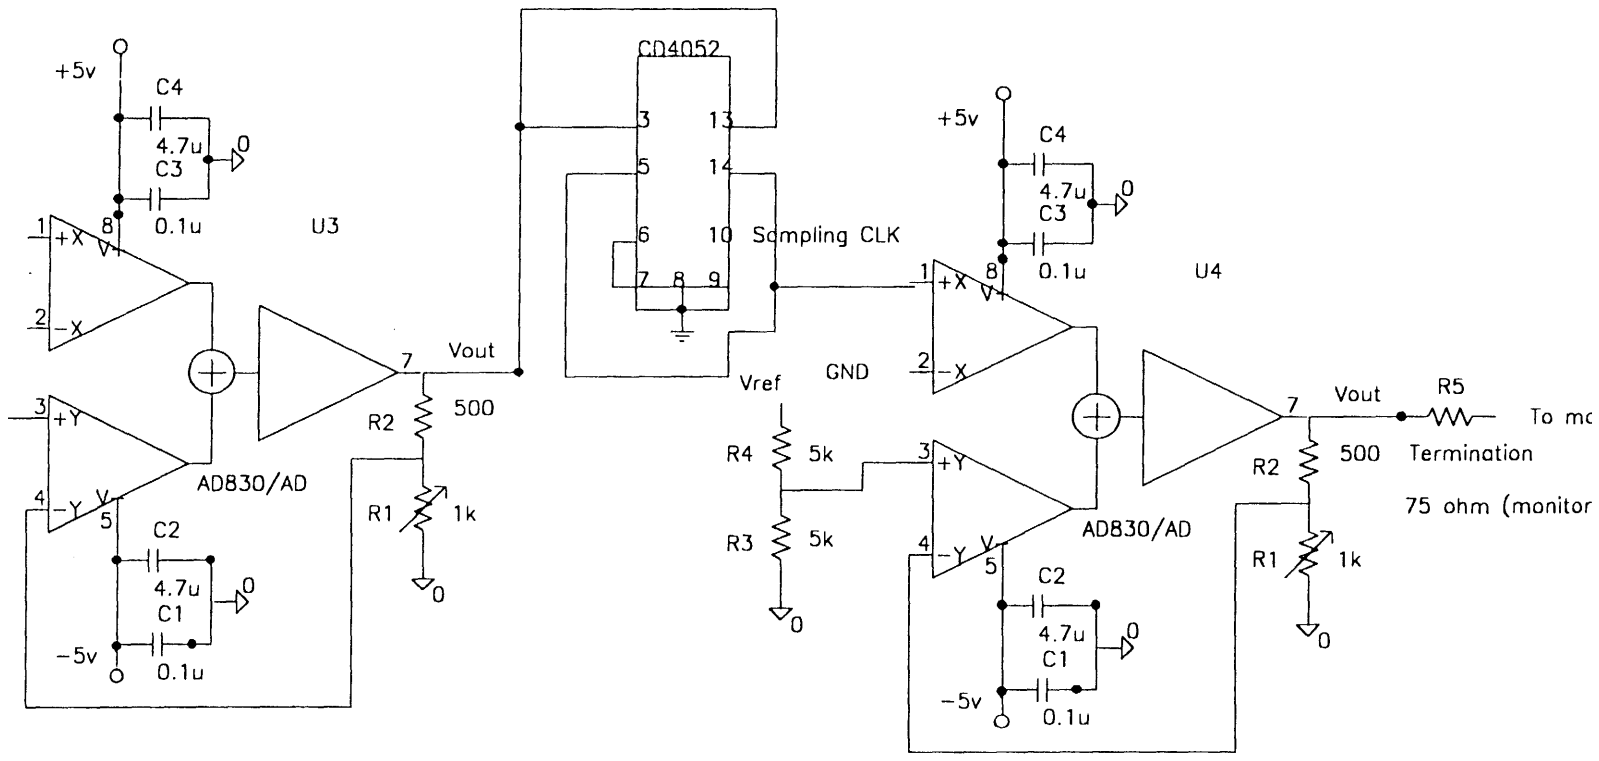 CD4052
3 13
5 14
6 10
7 8 9
Sampling CLK
+5v
C4
4.7u
0
C3
0.1u
8
V+
U3
1 +X
2 -X
3 +Y
4 -Y
V-
5
AD830/AD
7
Vout
R2
500
R1
1k
0
C2
4.7u
0
C1
0.1u
-5v
Vref
GND
R4
5k
R3
5k
0
+5v
C4
4.7u
0
C3
0.1u
8
V+
U4
1 +X
2 -X
3 +Y
4 -Y
V-
5
AD830/AD
7
Vout
R5
To mo
R2
500
Termination
75 ohm (monitor
R1
1k
0
C2
4.7u
0
C1
0.1u
-5v